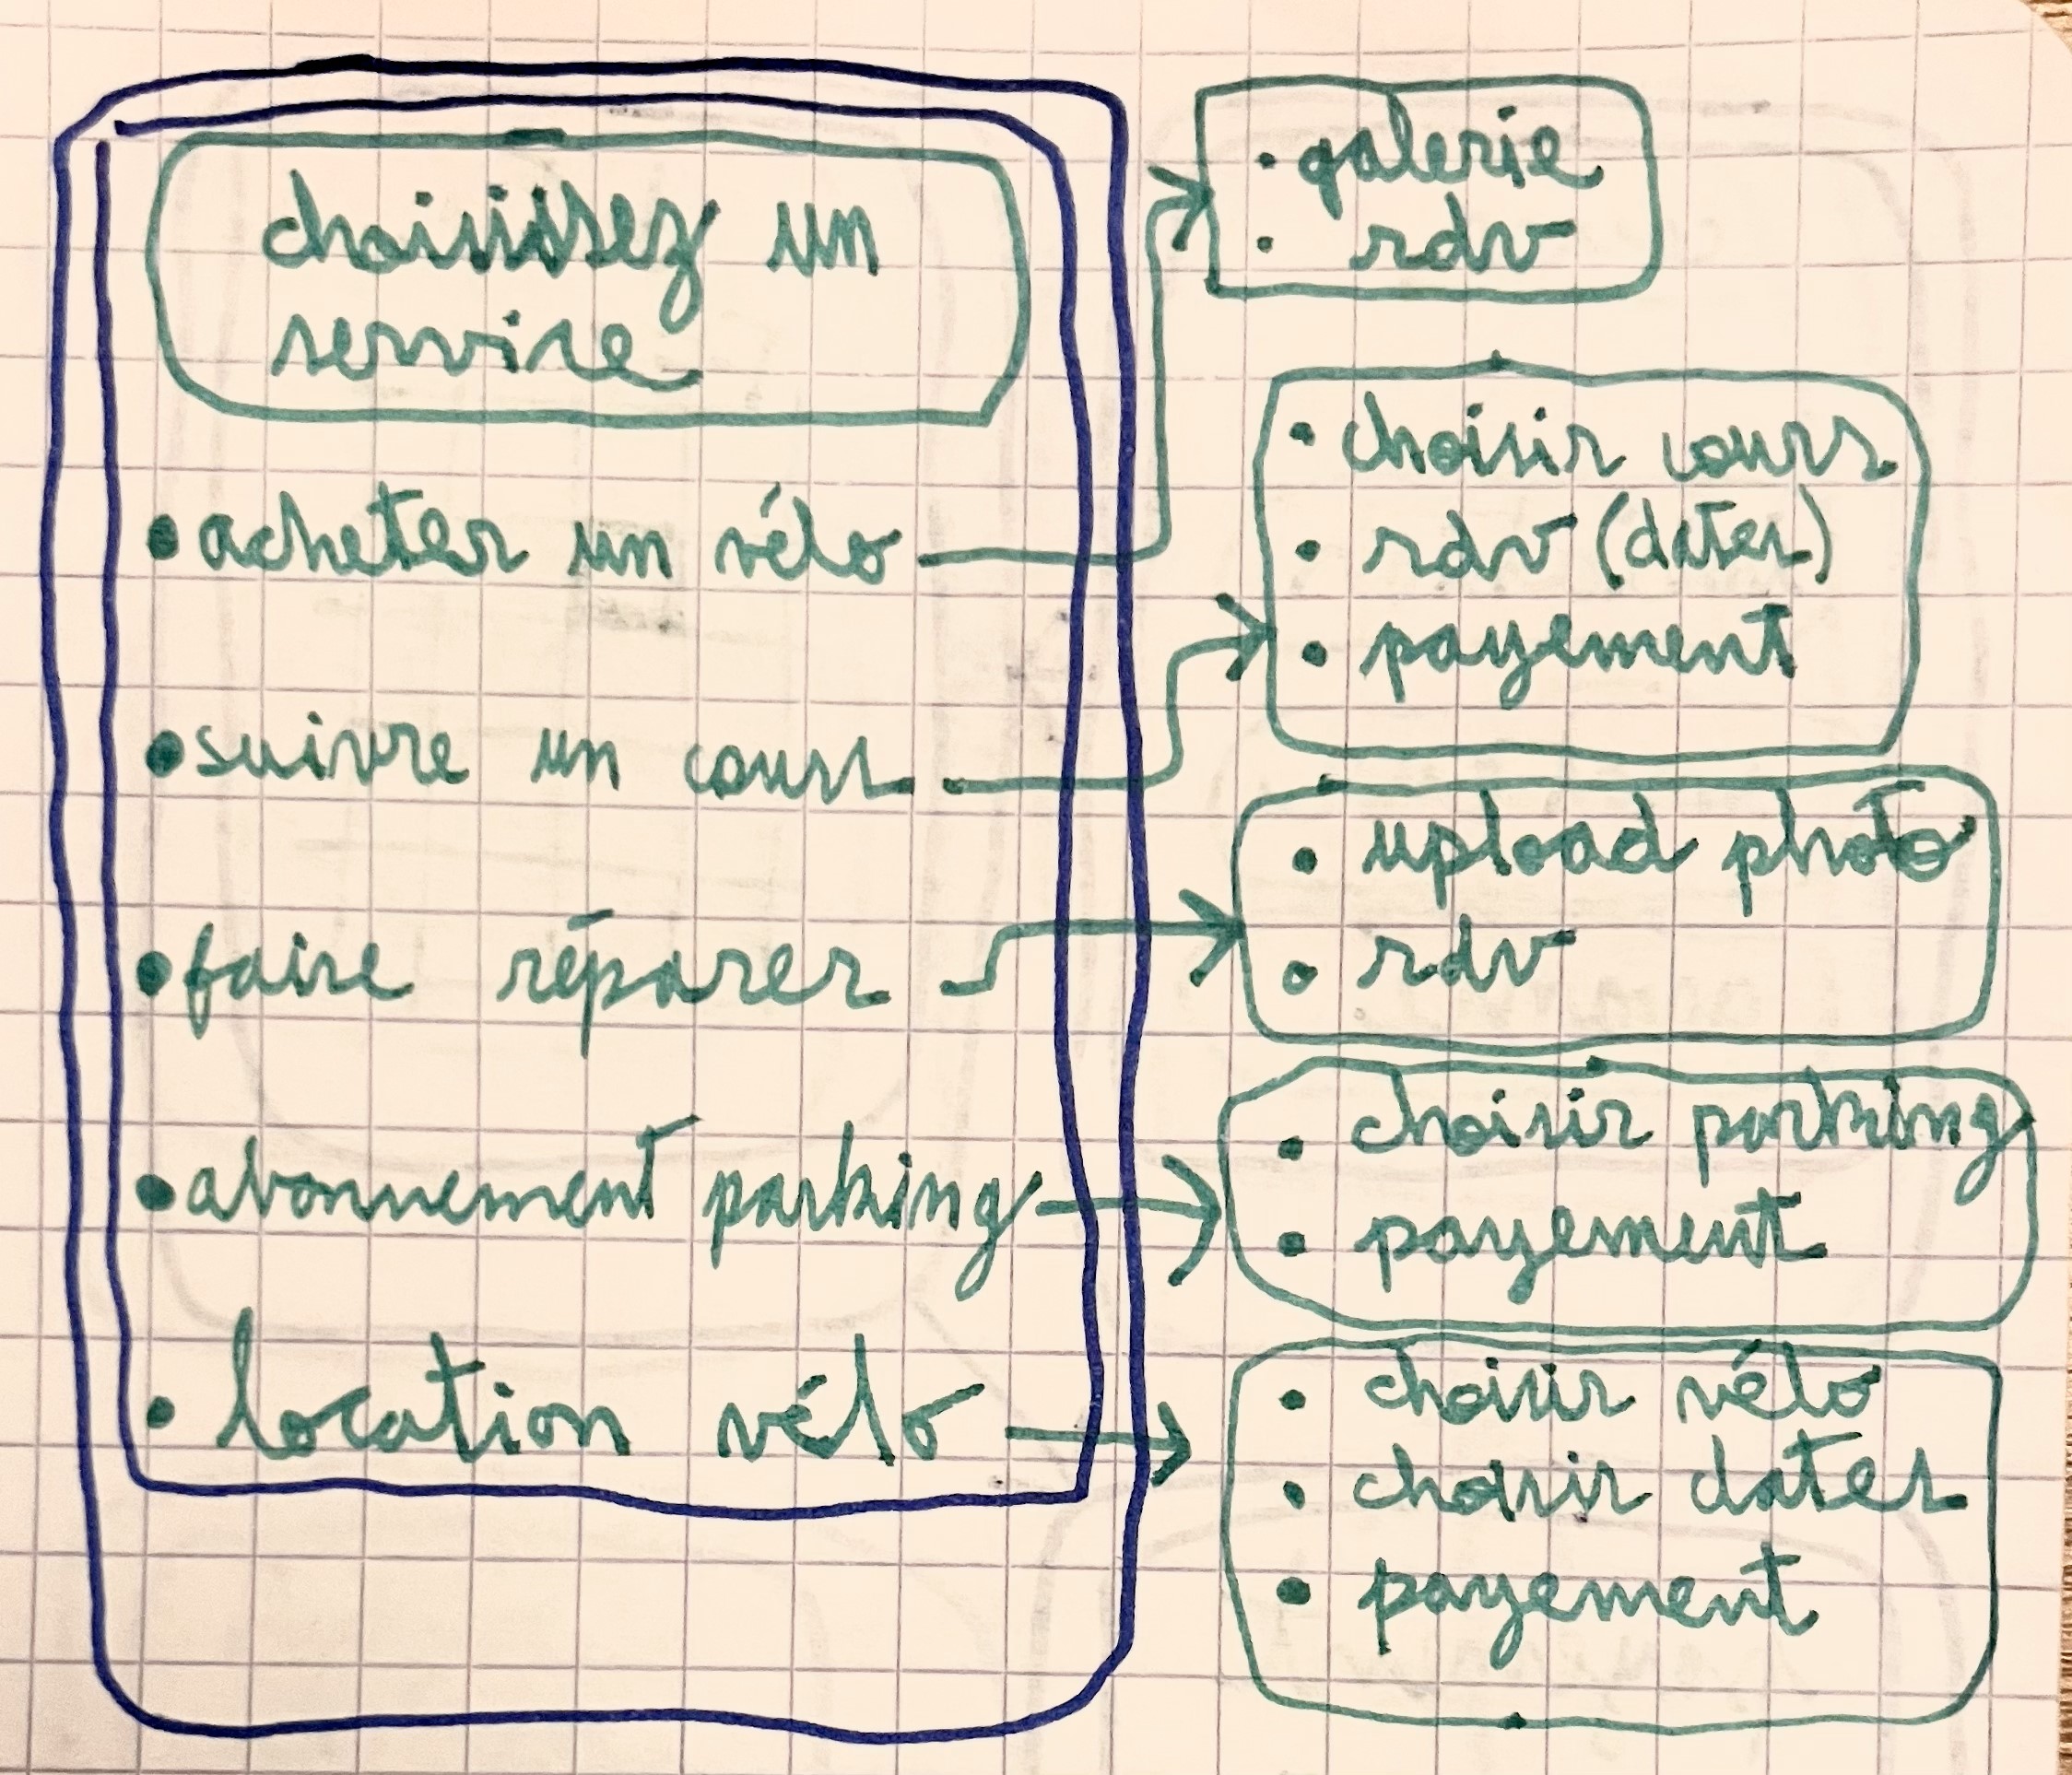 choisissez un
service
• acheter un vélo
• suivre un cours
• faire réparer
• abonnement parking
• location vélo
• galerie
• rdv
• choisir cours
• rdv (dates)
• payement
• upload photo
• rdv
• choisir parking
• payement
• choisir vélo
• choisir dates
• payement